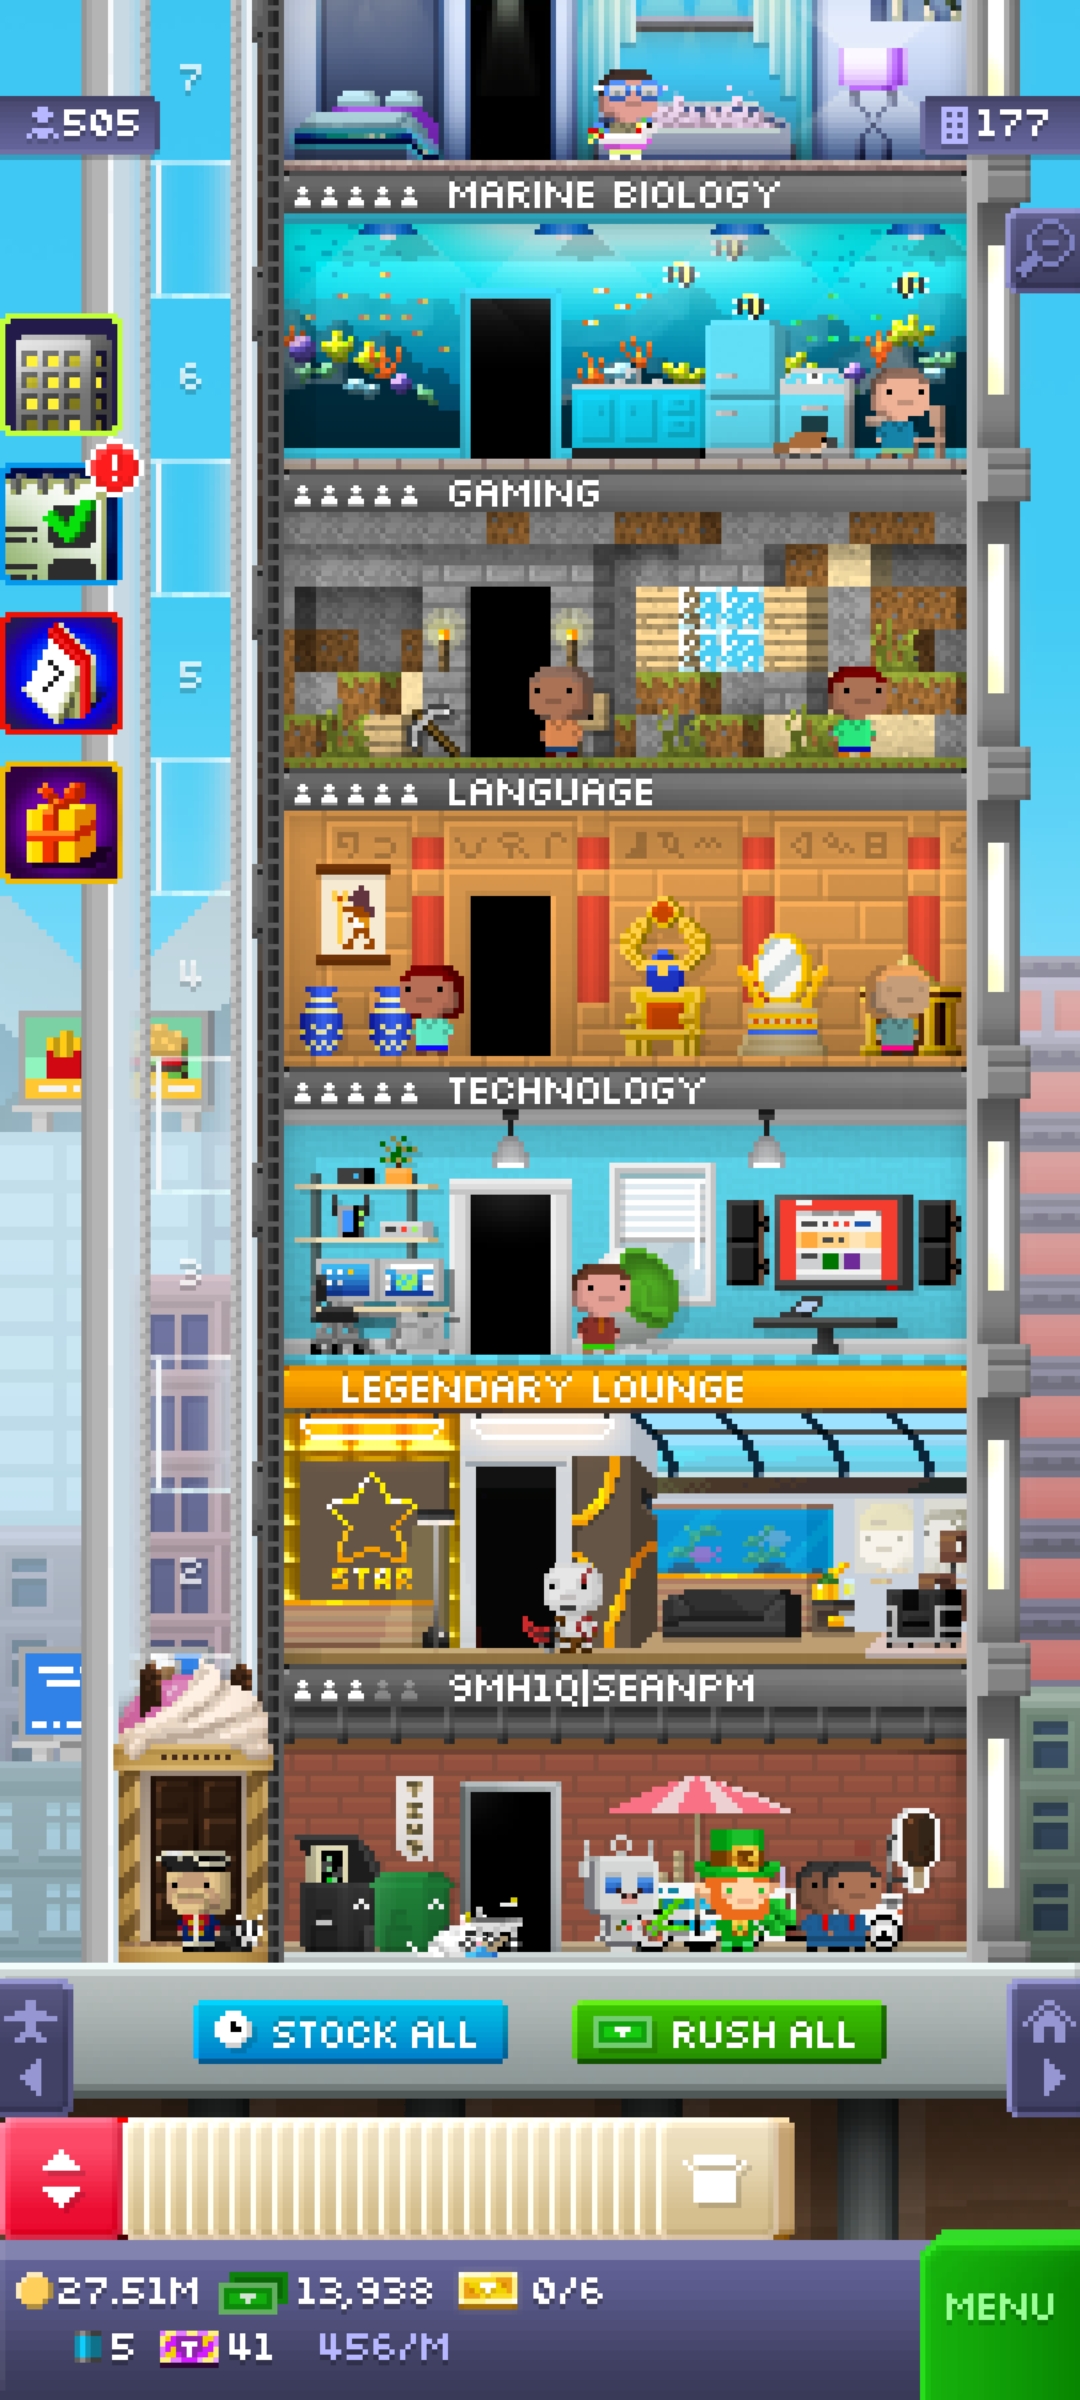 7
505
177
MARINE BIOLOGY
6
GAMING
5
LANGUAGE
4
TECHNOLOGY
3
LEGENDARY LOUNGE
STAR
2
9MH1Q|SEANPM
STOCK ALL
RUSH ALL
27.51M
13,938
0/6
MENU
5
41
456/M